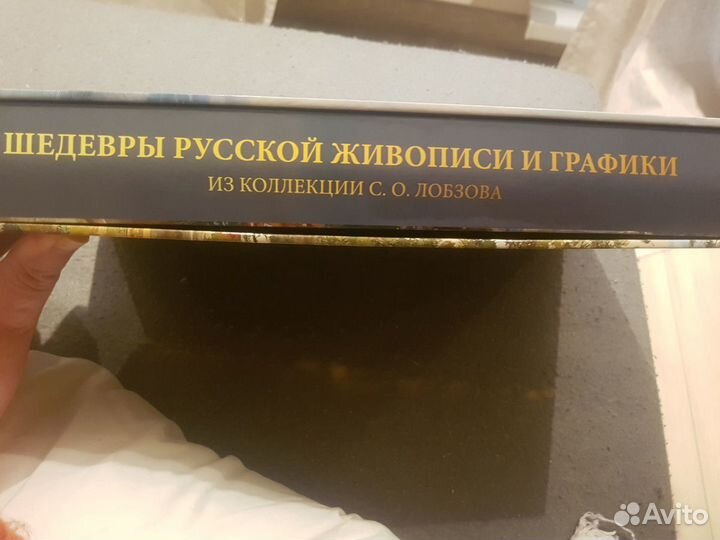 ШЕДЕВРЫ РУССКОЙ ЖИВОПИСИ И ГРАФИКИ
ИЗ КОЛЛЕКЦИИ С. О. ЛОБЗОВА
Avito